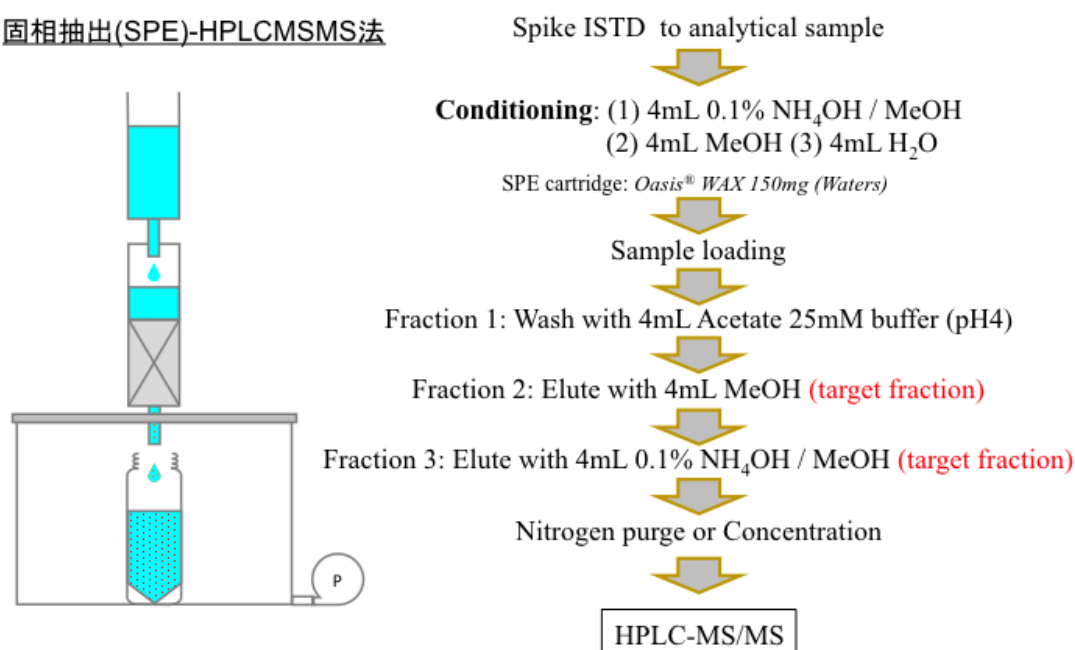 固相抽出(SPE)-HPLCMSMS法
Spike ISTD to analytical sample
Conditioning: (1) 4mL 0.1% NH₄OH / MeOH
(2) 4mL MeOH (3) 4mL H₂O
SPE cartridge: Oasis® WAX 150mg (Waters)
Sample loading
Fraction 1: Wash with 4mL Acetate 25mM buffer (pH4)
Fraction 2: Elute with 4mL MeOH (target fraction)
Fraction 3: Elute with 4mL 0.1% NH₄OH / MeOH (target fraction)
Nitrogen purge or Concentration
P
HPLC-MS/MS